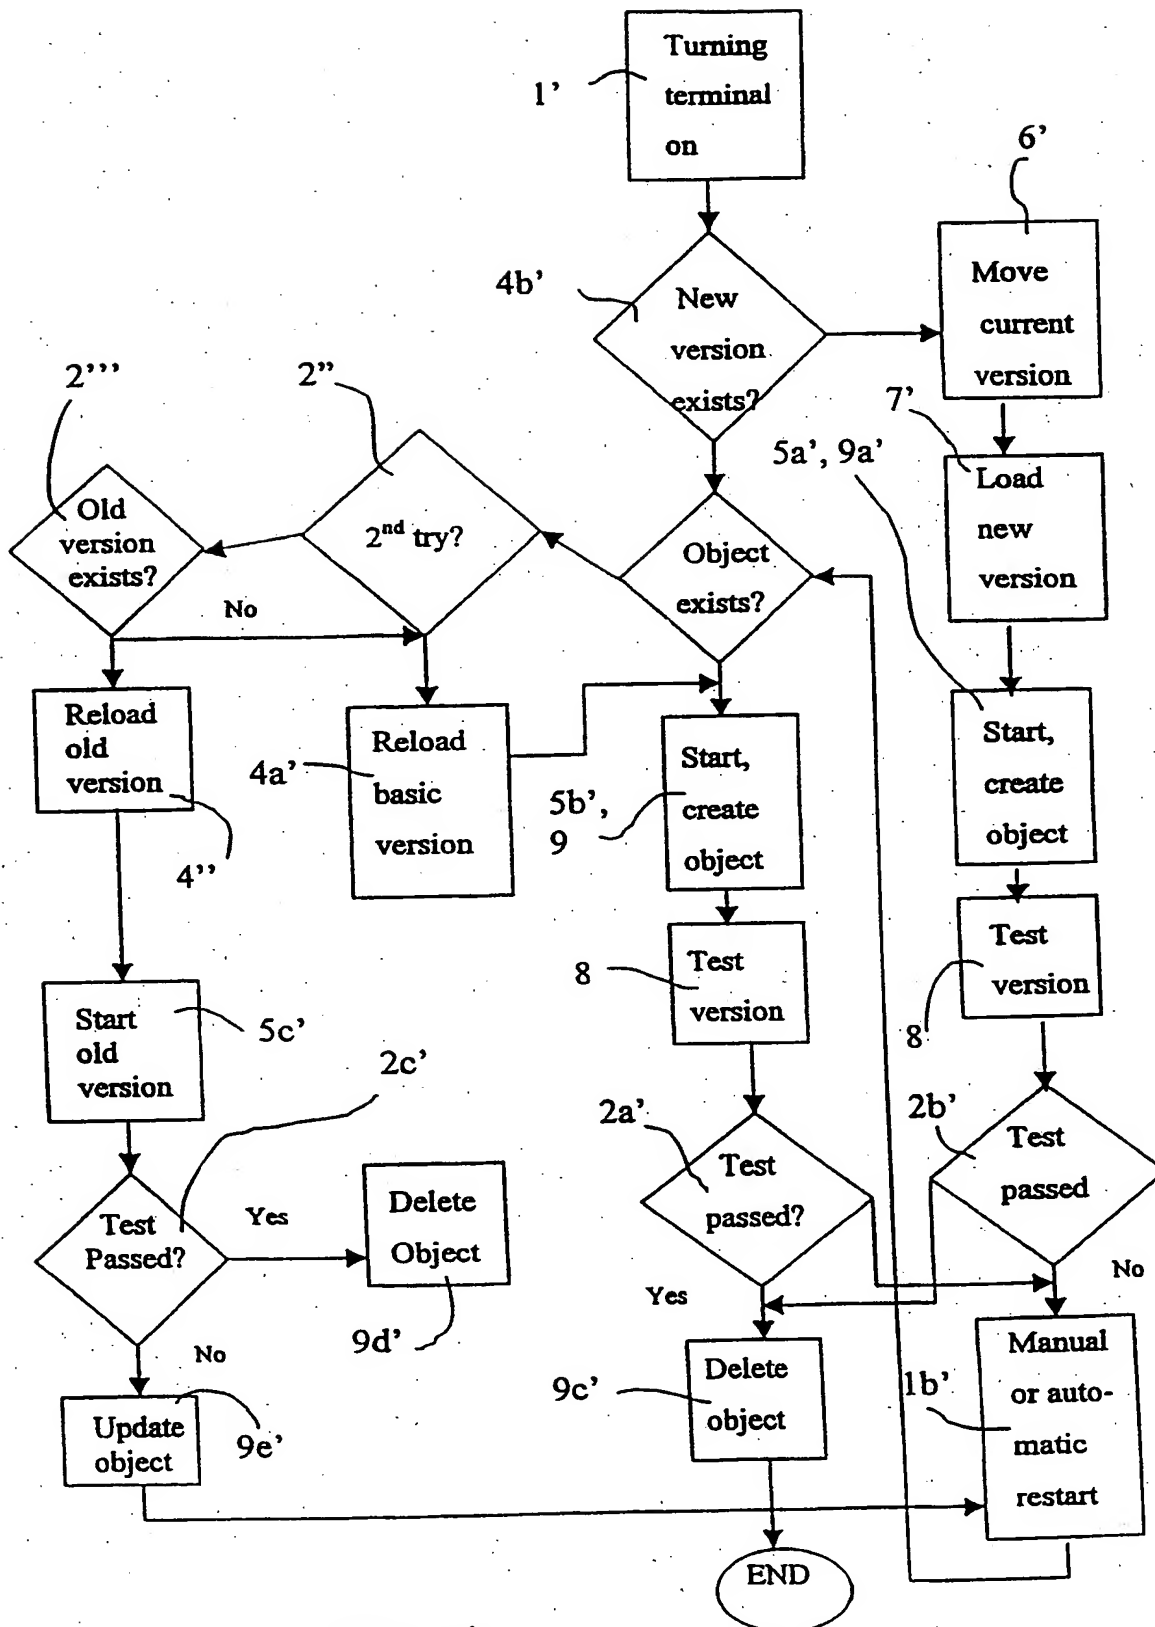 Turning
terminal
on
1’
6’
4b’
New
version
exists?
Move
current
version
2’’’
2”
7’
5a’, 9a’
Load
new
version
Old
version
exists?
2nd try?
Object
exists?
No
Reload
old
version
4a’
Reload
basic
version
5b’,
9
Start,
create
object
Start,
create
object
4’’
8
Test
version
8
Test
version
Start
old
version
5c’
2c’
2a’
2b’
Test
passed?
Test
passed
Test
Passed?
Yes
Delete
Object
9d’
No
Yes
No
9c’
Delete
object
1b’
Manual
or auto-
matic
restart
Update
object
9e’
END